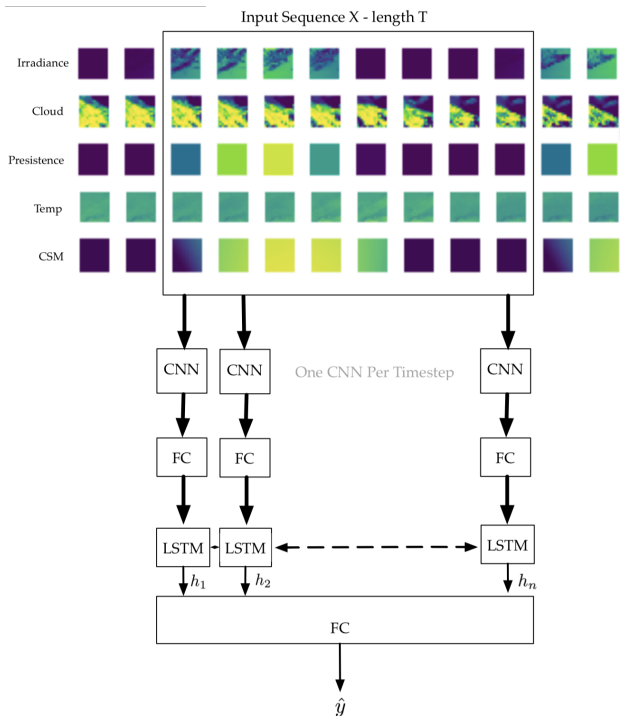 Input Sequence X - length T
Irradiance
Cloud
Presistence
Temp
CSM
CNN CNN One CNN Per Timestep CNN
FC FC FC
LSTM LSTM LSTM
h₁ h₂ hₙ
FC
ŷ